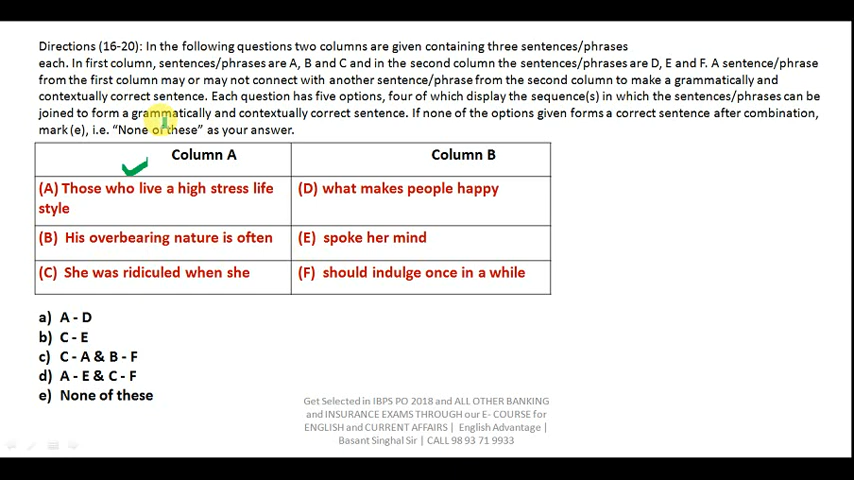 Directions (16-20): In the following questions two columns are given containing three sentences/phrases
each. In first column, sentences/phrases are A, B and C and in the second column the sentences/phrases are D, E and F. A sentence/phrase
from the first column may or may not connect with another sentence/phrase from the second column to make a grammatically and
contextually correct sentence. Each question has five options, four of which display the sequence(s) in which the sentences/phrases can be
joined to form a grammatically and contextually correct sentence. If none of the options given forms a correct sentence after combination,
mark (e), i.e. "None of these" as your answer.
Column A Column B
(A) Those who live a high stress life (D) what makes people happy
style
(B) His overbearing nature is often (E) spoke her mind
(C) She was ridiculed when she (F) should indulge once in a while
a) A - D
b) C - E
c) C - A & B - F
d) A - E & C - F
e) None of these
Get Selected in IBPS PO 2018 and ALL OTHER BANKING
and INSURANCE EXAMS THROUGH our E- COURSE for
ENGLISH and CURRENT AFFAIRS | English Advantage |
Basant Singhal Sir | CALL 98 93 71 9933